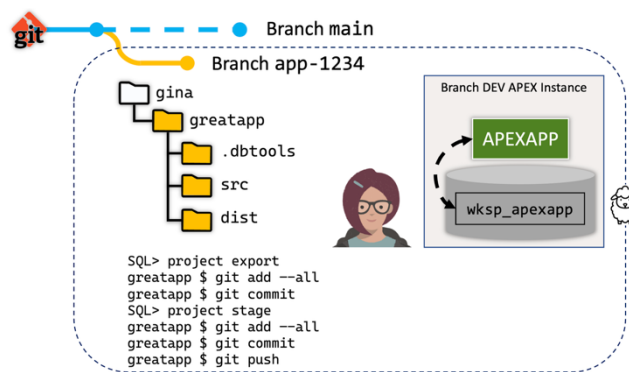 git
Branch main
Branch app-1234
gina
greatapp
.dbtools
src
dist
Branch DEV APEX Instance
APEXAPP
wksp_apexapp
SQL> project export
greatapp $ git add --all
greatapp $ git commit
SQL> project stage
greatapp $ git add --all
greatapp $ git commit
greatapp $ git push